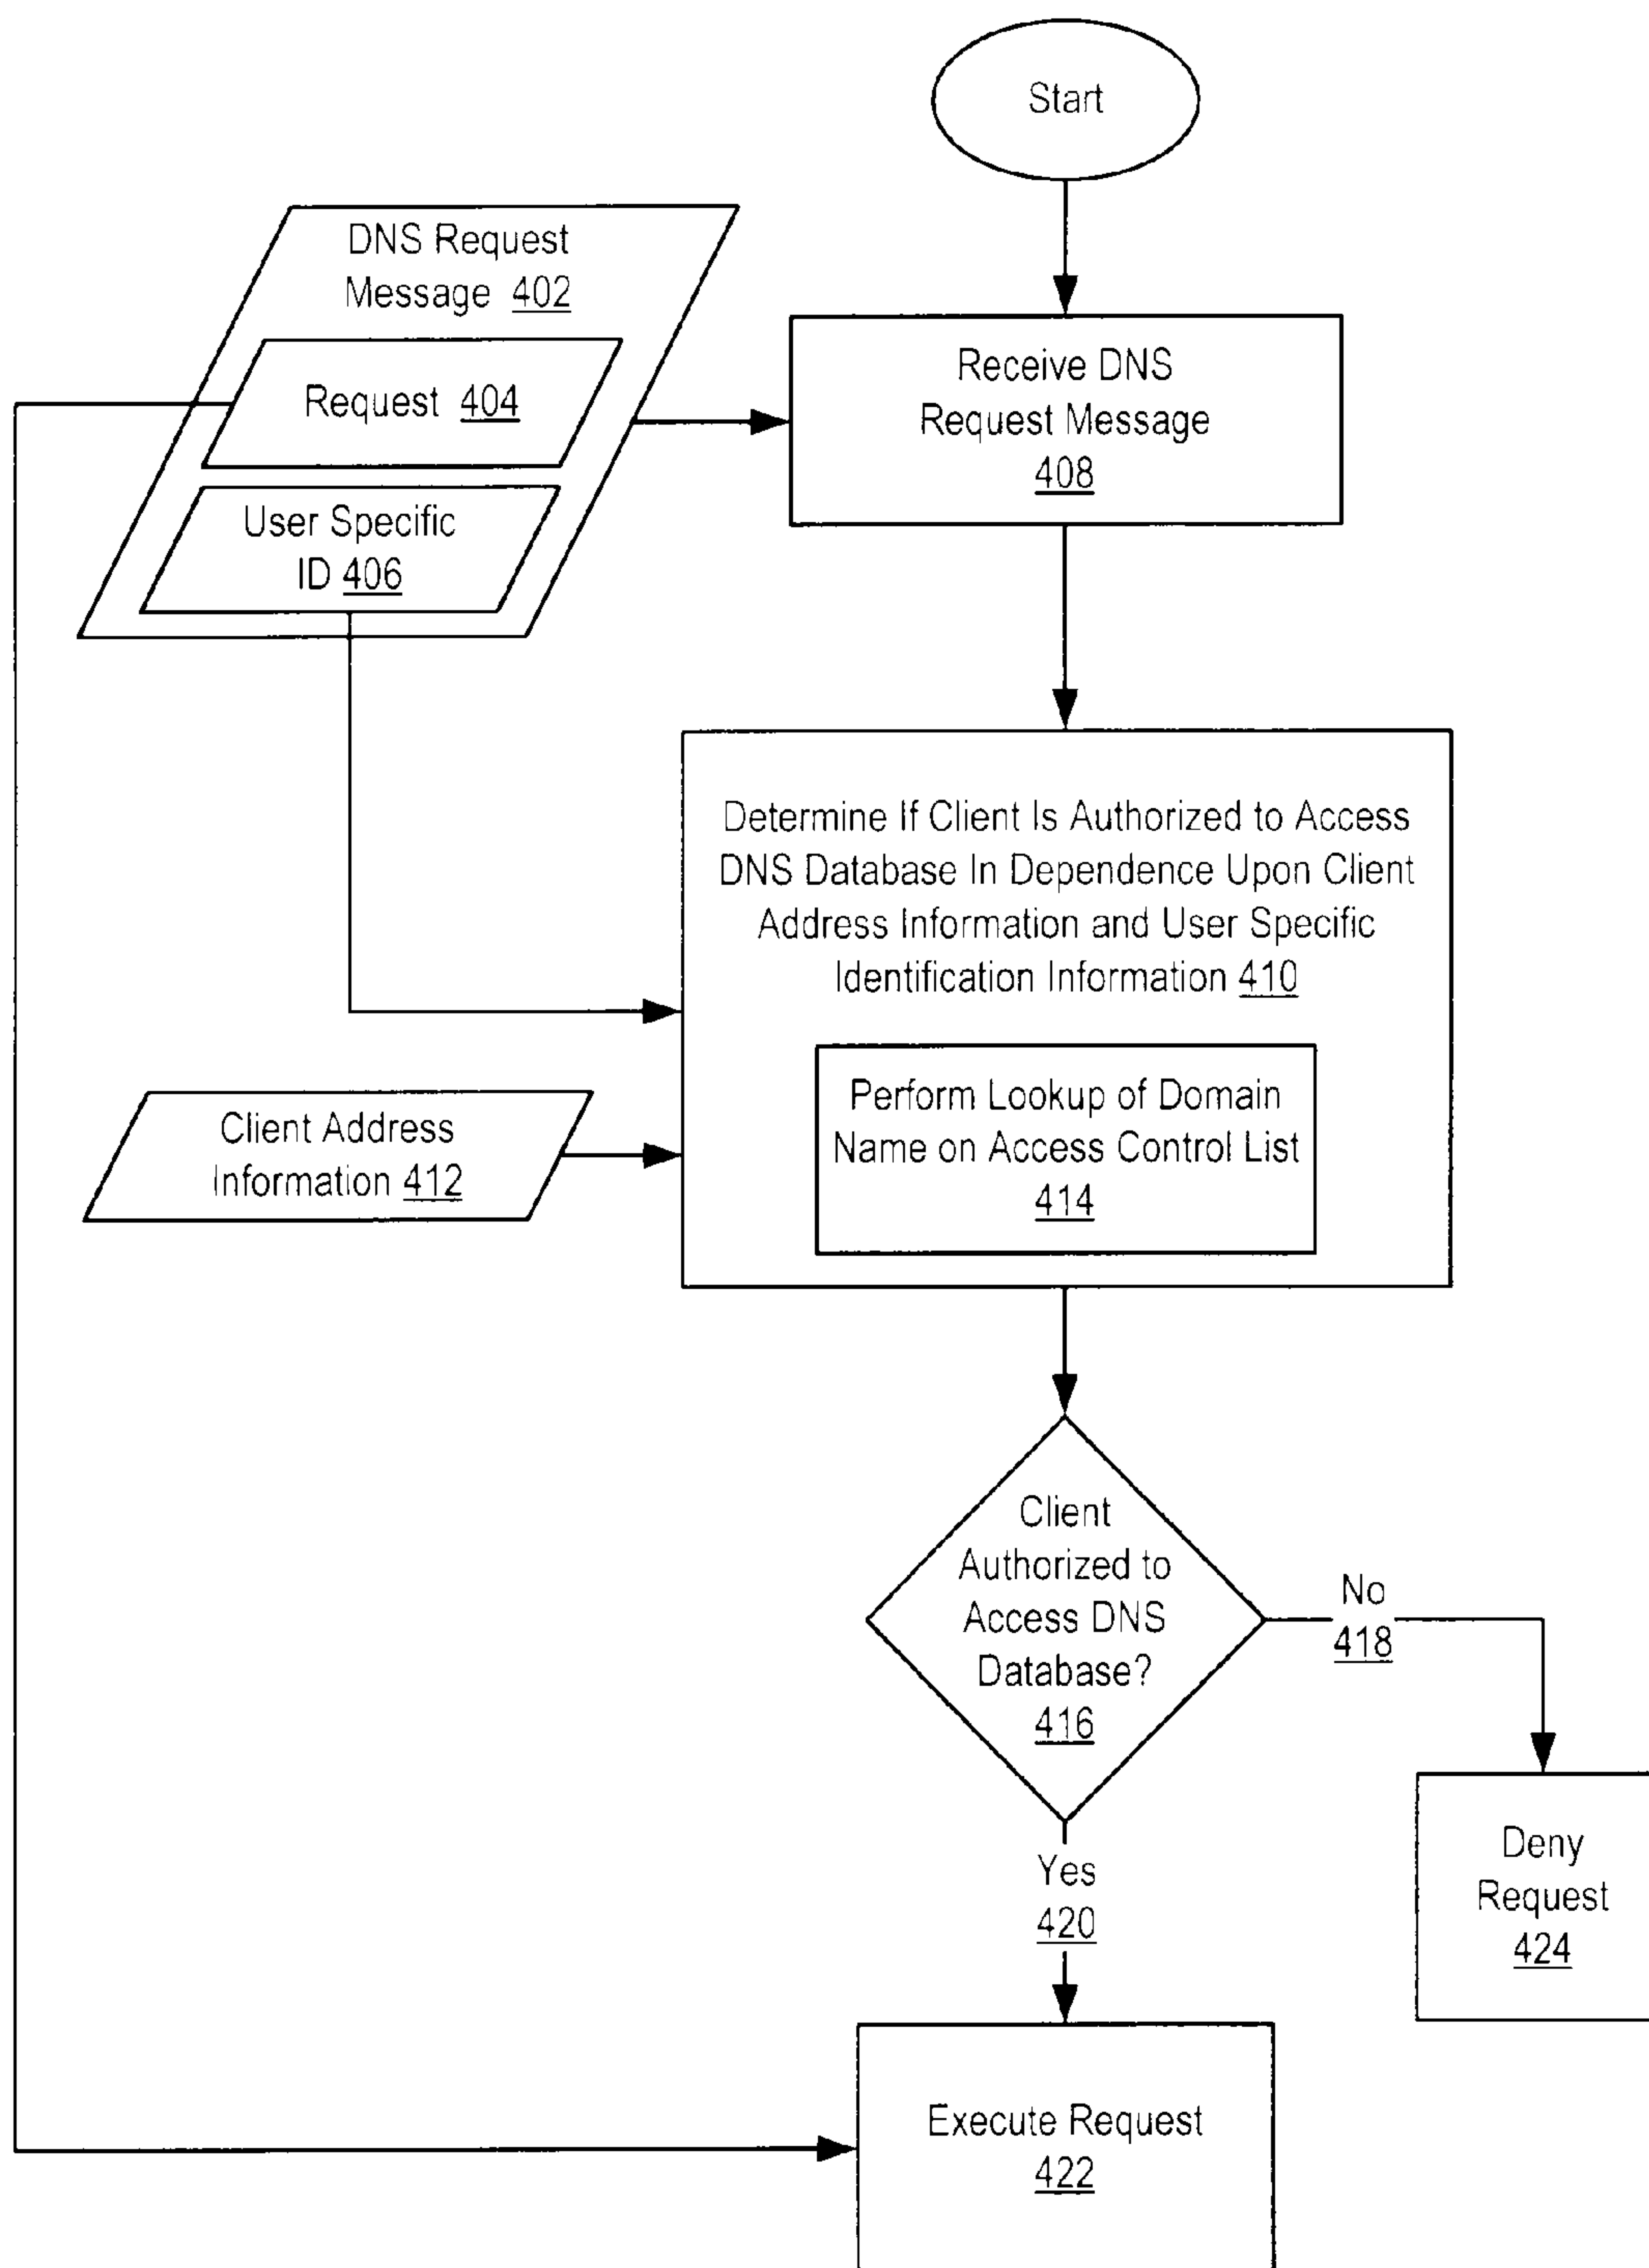 Start
DNS Request
Message 402
Request 404
User Specific
ID 406
Receive DNS
Request Message
408
Determine If Client Is Authorized to Access
DNS Database In Dependence Upon Client
Address Information and User Specific
Identification Information 410
Client Address
Information 412
Perform Lookup of Domain
Name on Access Control List
414
Client
Authorized to
Access DNS
Database?
416
No
418
Yes
420
Deny
Request
424
Execute Request
422